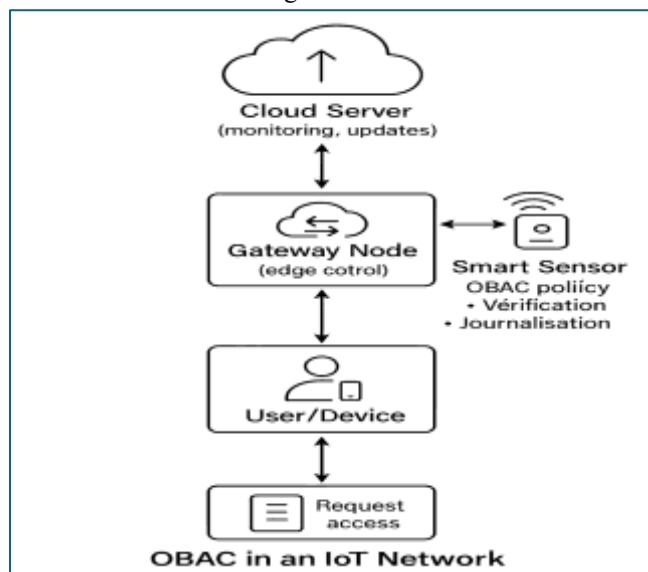 Cloud Server
(monitoring, updates)
Gateway Node
(edge cotrol)
Smart Sensor
OBAC poliícy
• Vérification
• Journalisation
User/Device
Request
access
OBAC in an IoT Network